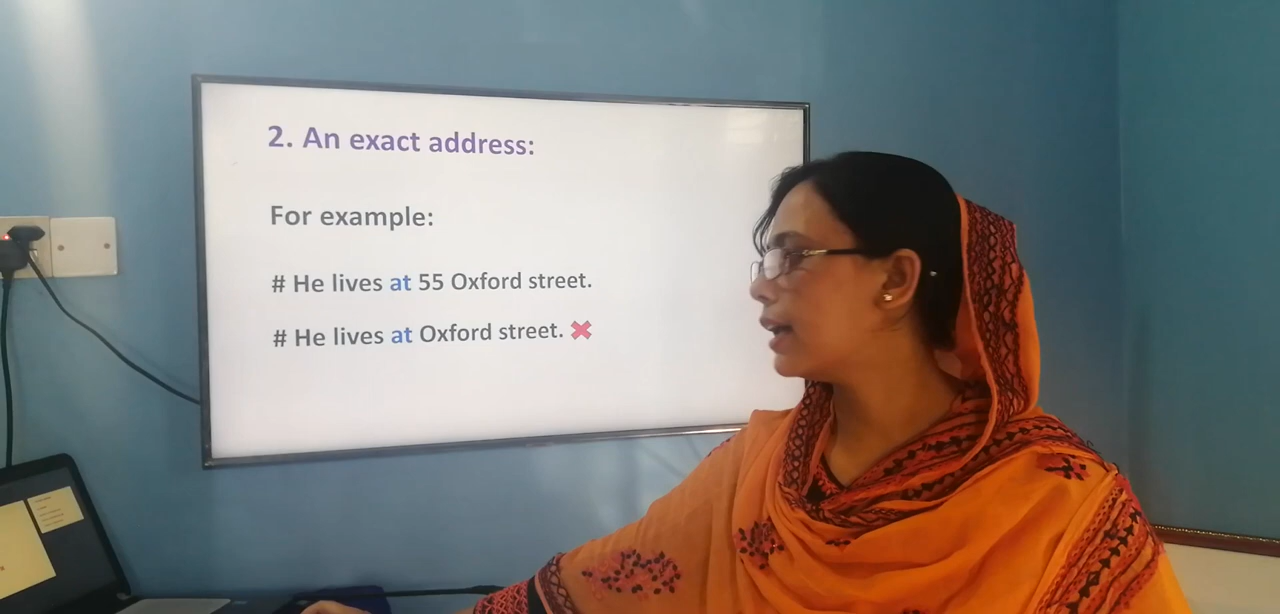 2. An exact address:
For example:
# He lives at 55 Oxford street.
# He lives at Oxford street. ✖